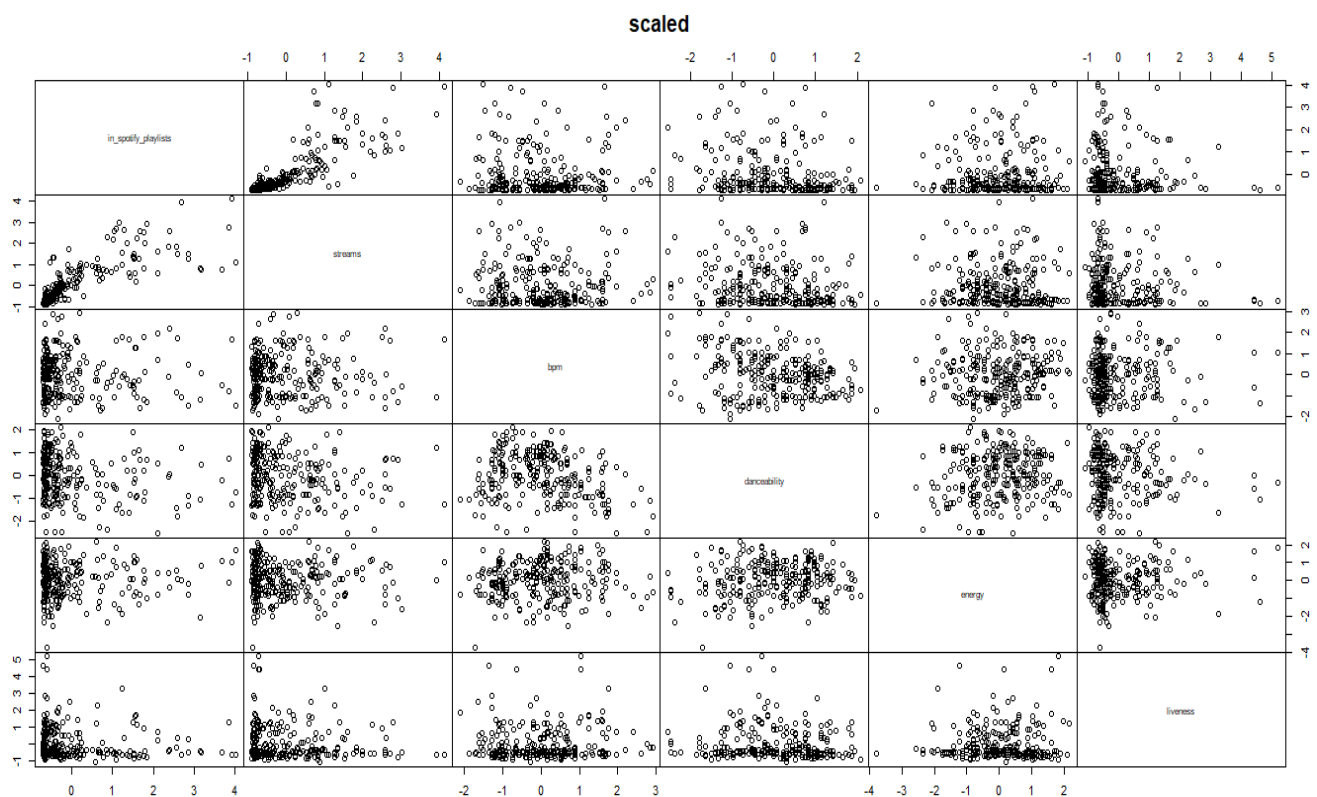 scaled
-1 0 1 2 3 4 -2 -1 0 1 2 -1 0 1 2 3 4 5
in_spotify_playlists
0 1 2 3 4
streams
-1 0 1 2 3 4
bpm
-2 -1 0 1 2 3
danceability
-2 -1 0 1 2
energy
-4 -2 0 1 2
liveness
-1 0 1 2 3 4 5
0 1 2 3 4 -2 -1 0 1 2 3 -4 -3 -2 -1 0 1 2